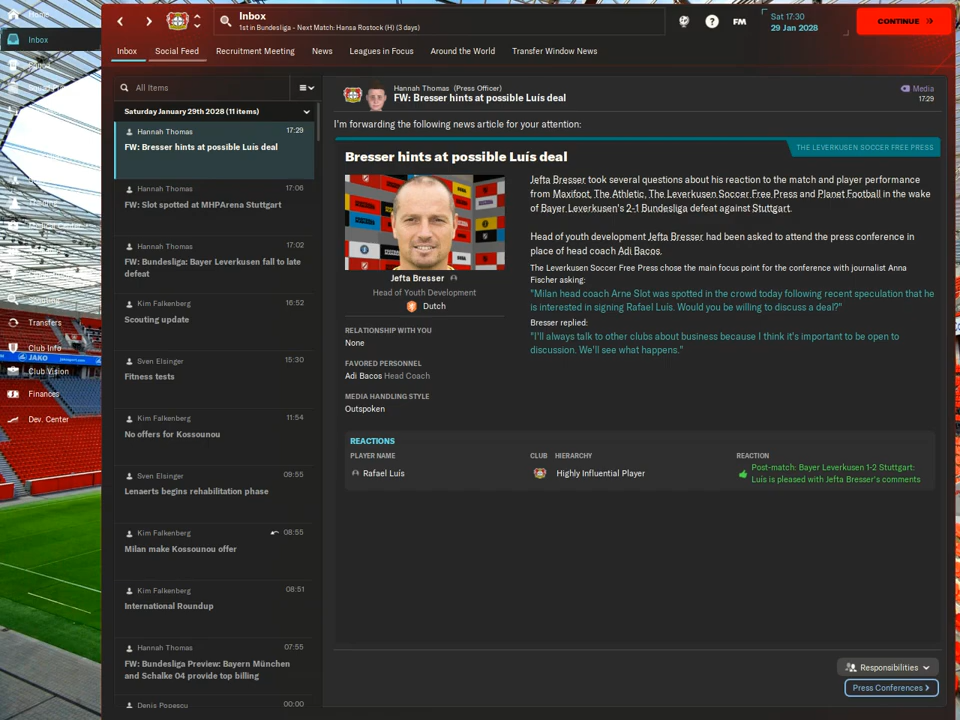 Home
Inbox
Inbox
1st in Bundesliga - Next Match: Hansa Rostock (H) (3 days)
?
FM
Sat 17:30
29 Jan 2028
CONTINUE
Inbox
Social Feed
Recruitment Meeting
News
Leagues in Focus
Around the World
Transfer Window News
Transfers
Club Info
Club Vision
Finances
Dev. Center
All Items
Saturday January 29th 2028 (11 items)
Hannah Thomas 17:29
FW: Bresser hints at possible Luís deal
Hannah Thomas 17:06
FW: Slot spotted at MHPArena Stuttgart
Hannah Thomas 17:02
FW: Bundesliga: Bayer Leverkusen fall to late
defeat
Kim Falkenberg 16:52
Scouting update
Sven Elsinger 15:30
Fitness tests
Kim Falkenberg 11:54
No offers for Kossounou
Sven Elsinger 09:55
Lenaerts begins rehabilitation phase
Kim Falkenberg 08:55
Milan make Kossounou offer
Kim Falkenberg 08:51
International Roundup
Hannah Thomas 07:55
FW: Bundesliga Preview: Bayern München
and Schalke 04 provide top billing
Denis Popescu 00:00
Hannah Thomas (Press Officer)
FW: Bresser hints at possible Luís deal
Media
17:29
I'm forwarding the following news article for your attention:
THE LEVERKUSEN SOCCER FREE PRESS
Bresser hints at possible Luís deal
Jefta Bresser
Head of Youth Development
Dutch
RELATIONSHIP WITH YOU
None
FAVORED PERSONNEL
Adi Bacos Head Coach
MEDIA HANDLING STYLE
Outspoken
Jefta Bresser took several questions about his reaction to the match and player performance
from Maxifoot, The Athletic, The Leverkusen Soccer Free Press and Planet Football in the wake
of Bayer Leverkusen's 2-1 Bundesliga defeat against Stuttgart.
Head of youth development Jefta Bresser had been asked to attend the press conference in
place of head coach Adi Bacos.
The Leverkusen Soccer Free Press chose the main focus point for the conference with journalist Anna
Fischer asking:
"Milan head coach Arne Slot was spotted in the crowd today following recent speculation that he
is interested in signing Rafael Luís. Would you be willing to discuss a deal?"
Bresser replied:
"I'll always talk to other clubs about business because I think it's important to be open to
discussion. We'll see what happens."
REACTIONS
PLAYER NAME CLUB HIERARCHY REACTION
Rafael Luís Highly Influential Player Post-match: Bayer Leverkusen 1-2 Stuttgart:
Luís is pleased with Jefta Bresser's comments
Responsibilities
Press Conferences
JAKO